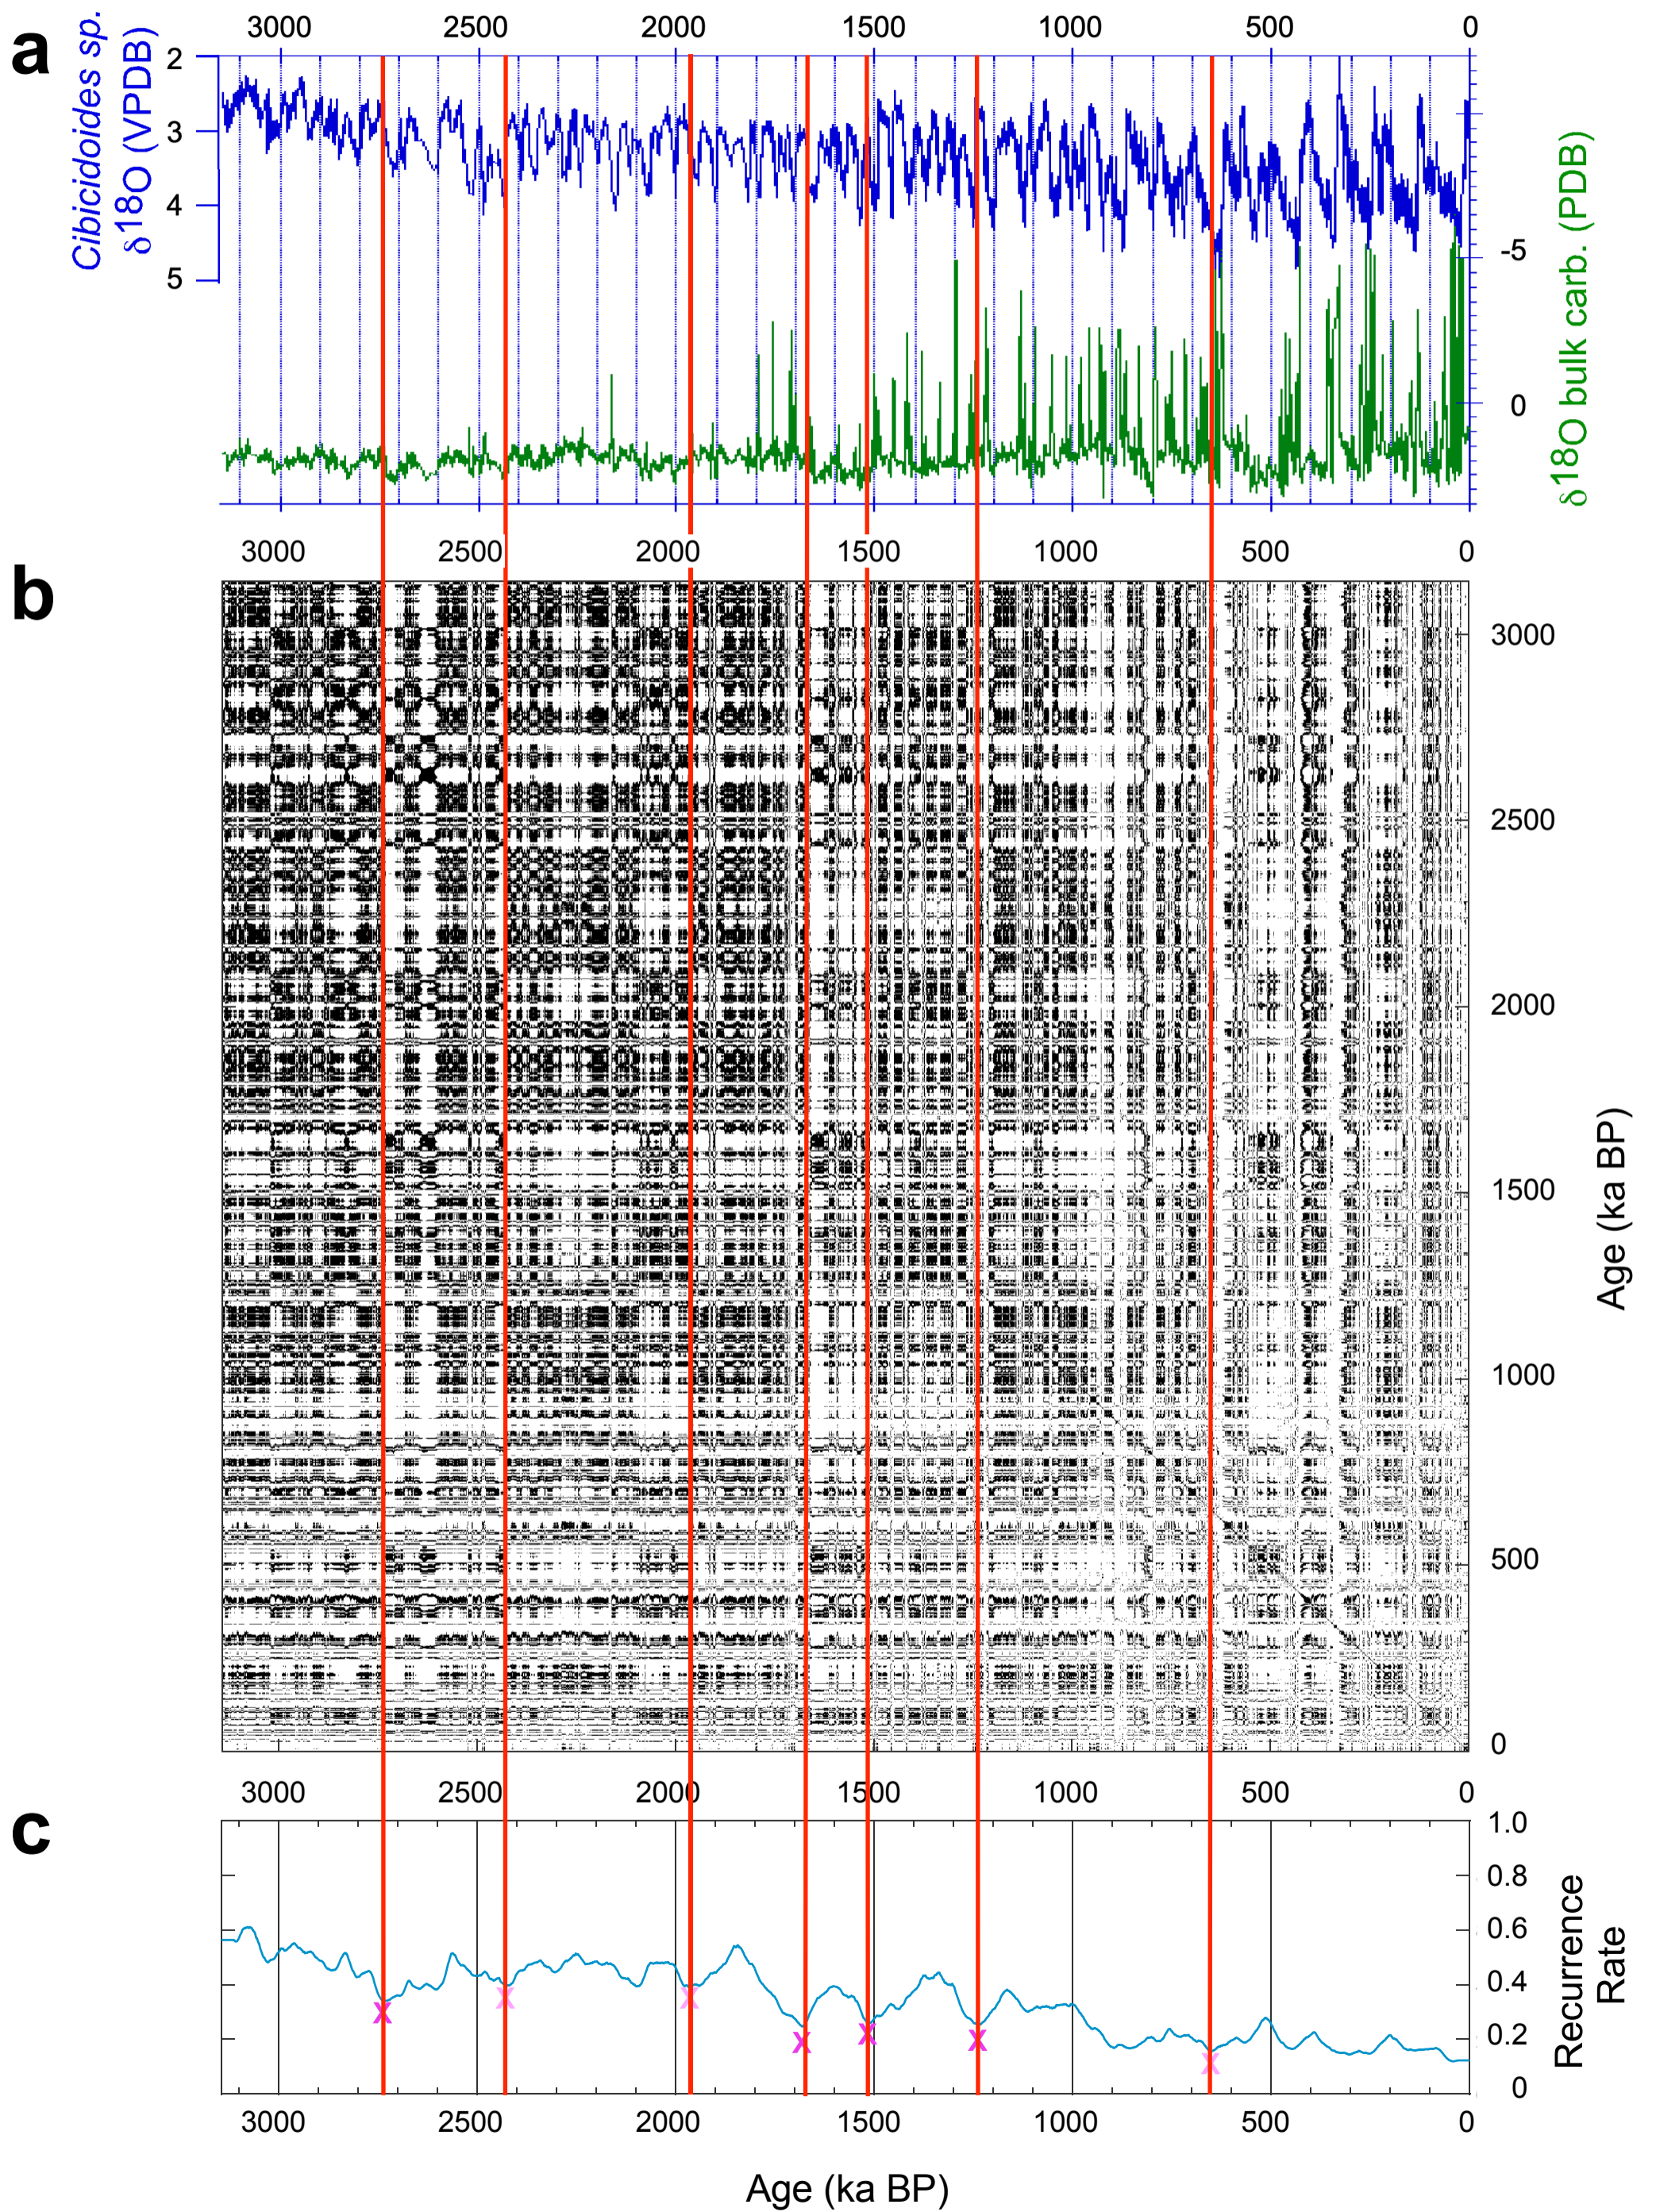 a
3000 2500 2000 1500 1000 500 0
Cibicidoides sp.
δ18O (VPDB)
2
3
4
5
-5
0
δ18O bulk carb. (PDB)
3000 2500 2000 1500 1000 500 0
b
3000
2500
2000
1500
1000
500
0
Age (ka BP)
3000 2500 2000 1500 1000 500 0
c
1.0
0.8
0.6
0.4
0.2
0
Recurrence
Rate
X X X X X X X
3000 2500 2000 1500 1000 500 0
Age (ka BP)